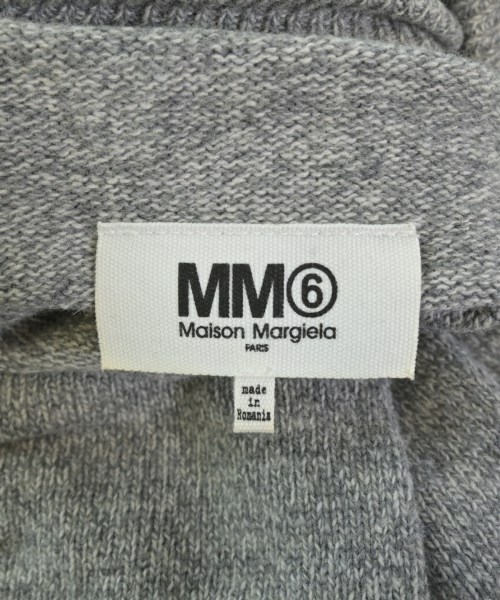 MM⑥
Maison Margiela
PARIS
made
in
Romania